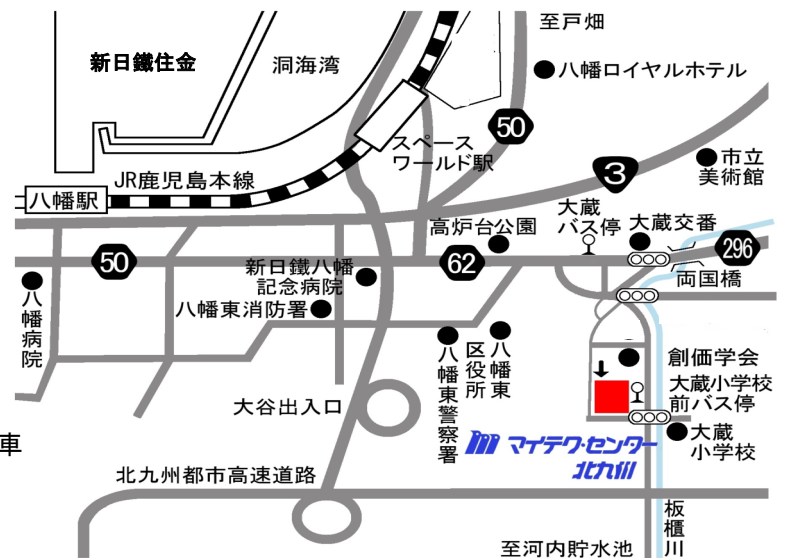 至戸畑
新日鐵住金
洞海湾
八幡ロイヤルホテル
50
スペース
ワールド駅
3
市立
美術館
JR鹿児島本線
八幡駅
大蔵
バス停
大蔵交番
高炉台公園
296
50
62
新日鐵八幡
記念病院
両国橋
八幡病院
八幡東消防署
八幡東警察署
八幡東
区役所
創価学会
大蔵小学校
前バス停
大谷出入口
大蔵
小学校
車
マイテク・センター
北九州
北九州都市高速道路
板櫃川
至河内貯水池